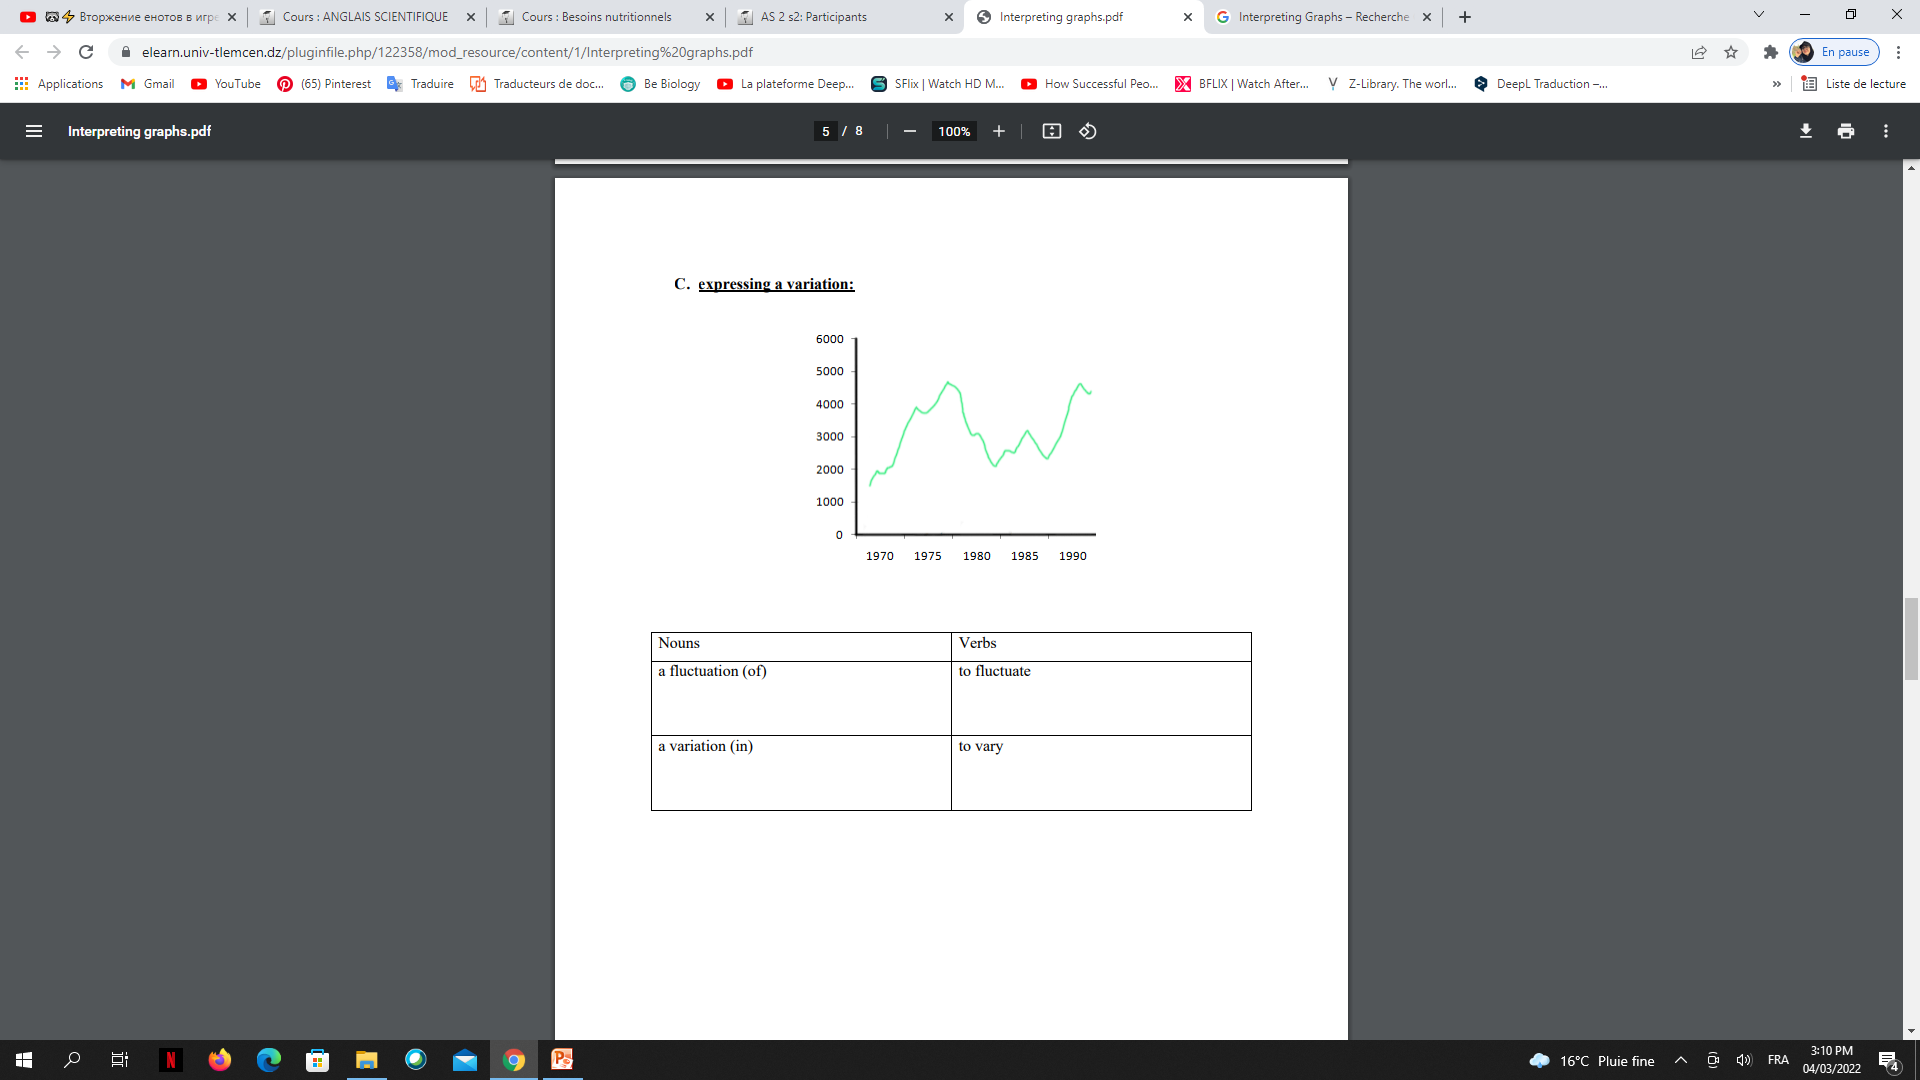 Вторжение енотов в игре
Cours : ANGLAIS SCIENTIFIQUE
Cours : Besoins nutritionnels
AS 2 s2: Participants
Interpreting graphs.pdf
Interpreting Graphs – Recherche
elearn.univ-tlemcen.dz/pluginfile.php/122358/mod_resource/content/1/Interpreting%20graphs.pdf
En pause
Applications
Gmail
YouTube
(65) Pinterest
Traduire
Traducteurs de doc...
Be Biology
La plateforme Deep...
SFlix | Watch HD M...
How Successful Peo...
BFLIX | Watch After...
Z-Library. The worl...
DeepL Traduction –...
»
Liste de lecture
Interpreting graphs.pdf
5 / 8
100%
C. expressing a variation:
6000
5000
4000
3000
2000
1000
0
1970 1975 1980 1985 1990
Nouns Verbs
a fluctuation (of) to fluctuate
a variation (in) to vary
16°C Pluie fine
FRA
3:10 PM
04/03/2022
4